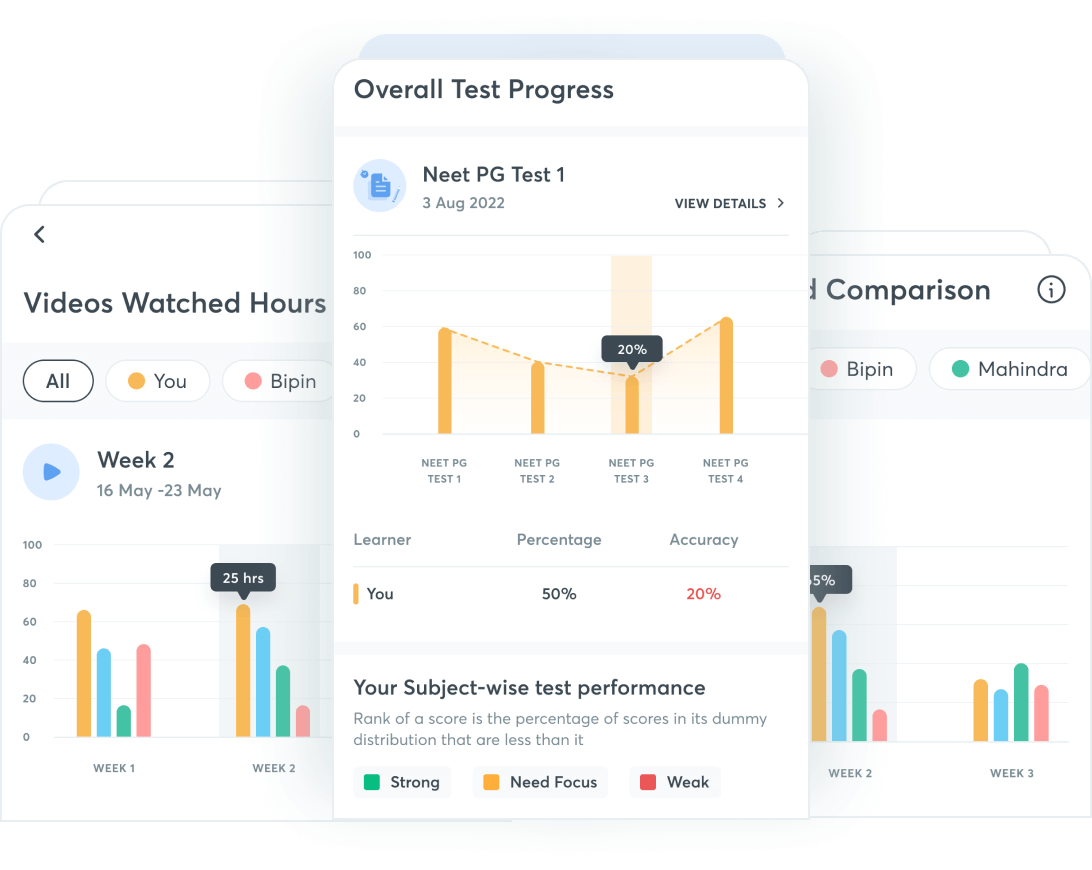 Overall Test Progress
Neet PG Test 1
3 Aug 2022
VIEW DETAILS
100
80
60
40
20
0
20%
NEET PG TEST 1
NEET PG TEST 2
NEET PG TEST 3
NEET PG TEST 4
Learner Percentage Accuracy
You 50% 20%
Your Subject-wise test performance
Rank of a score is the percentage of scores in its dummy
distribution that are less than it
Strong Need Focus Weak
Videos Watched Hours
All You Bipin
Week 2
16 May -23 May
100
80
60
40
20
0
25 hrs
WEEK 1 WEEK 2
Comparison
Bipin Mahindra
5%
WEEK 2 WEEK 3